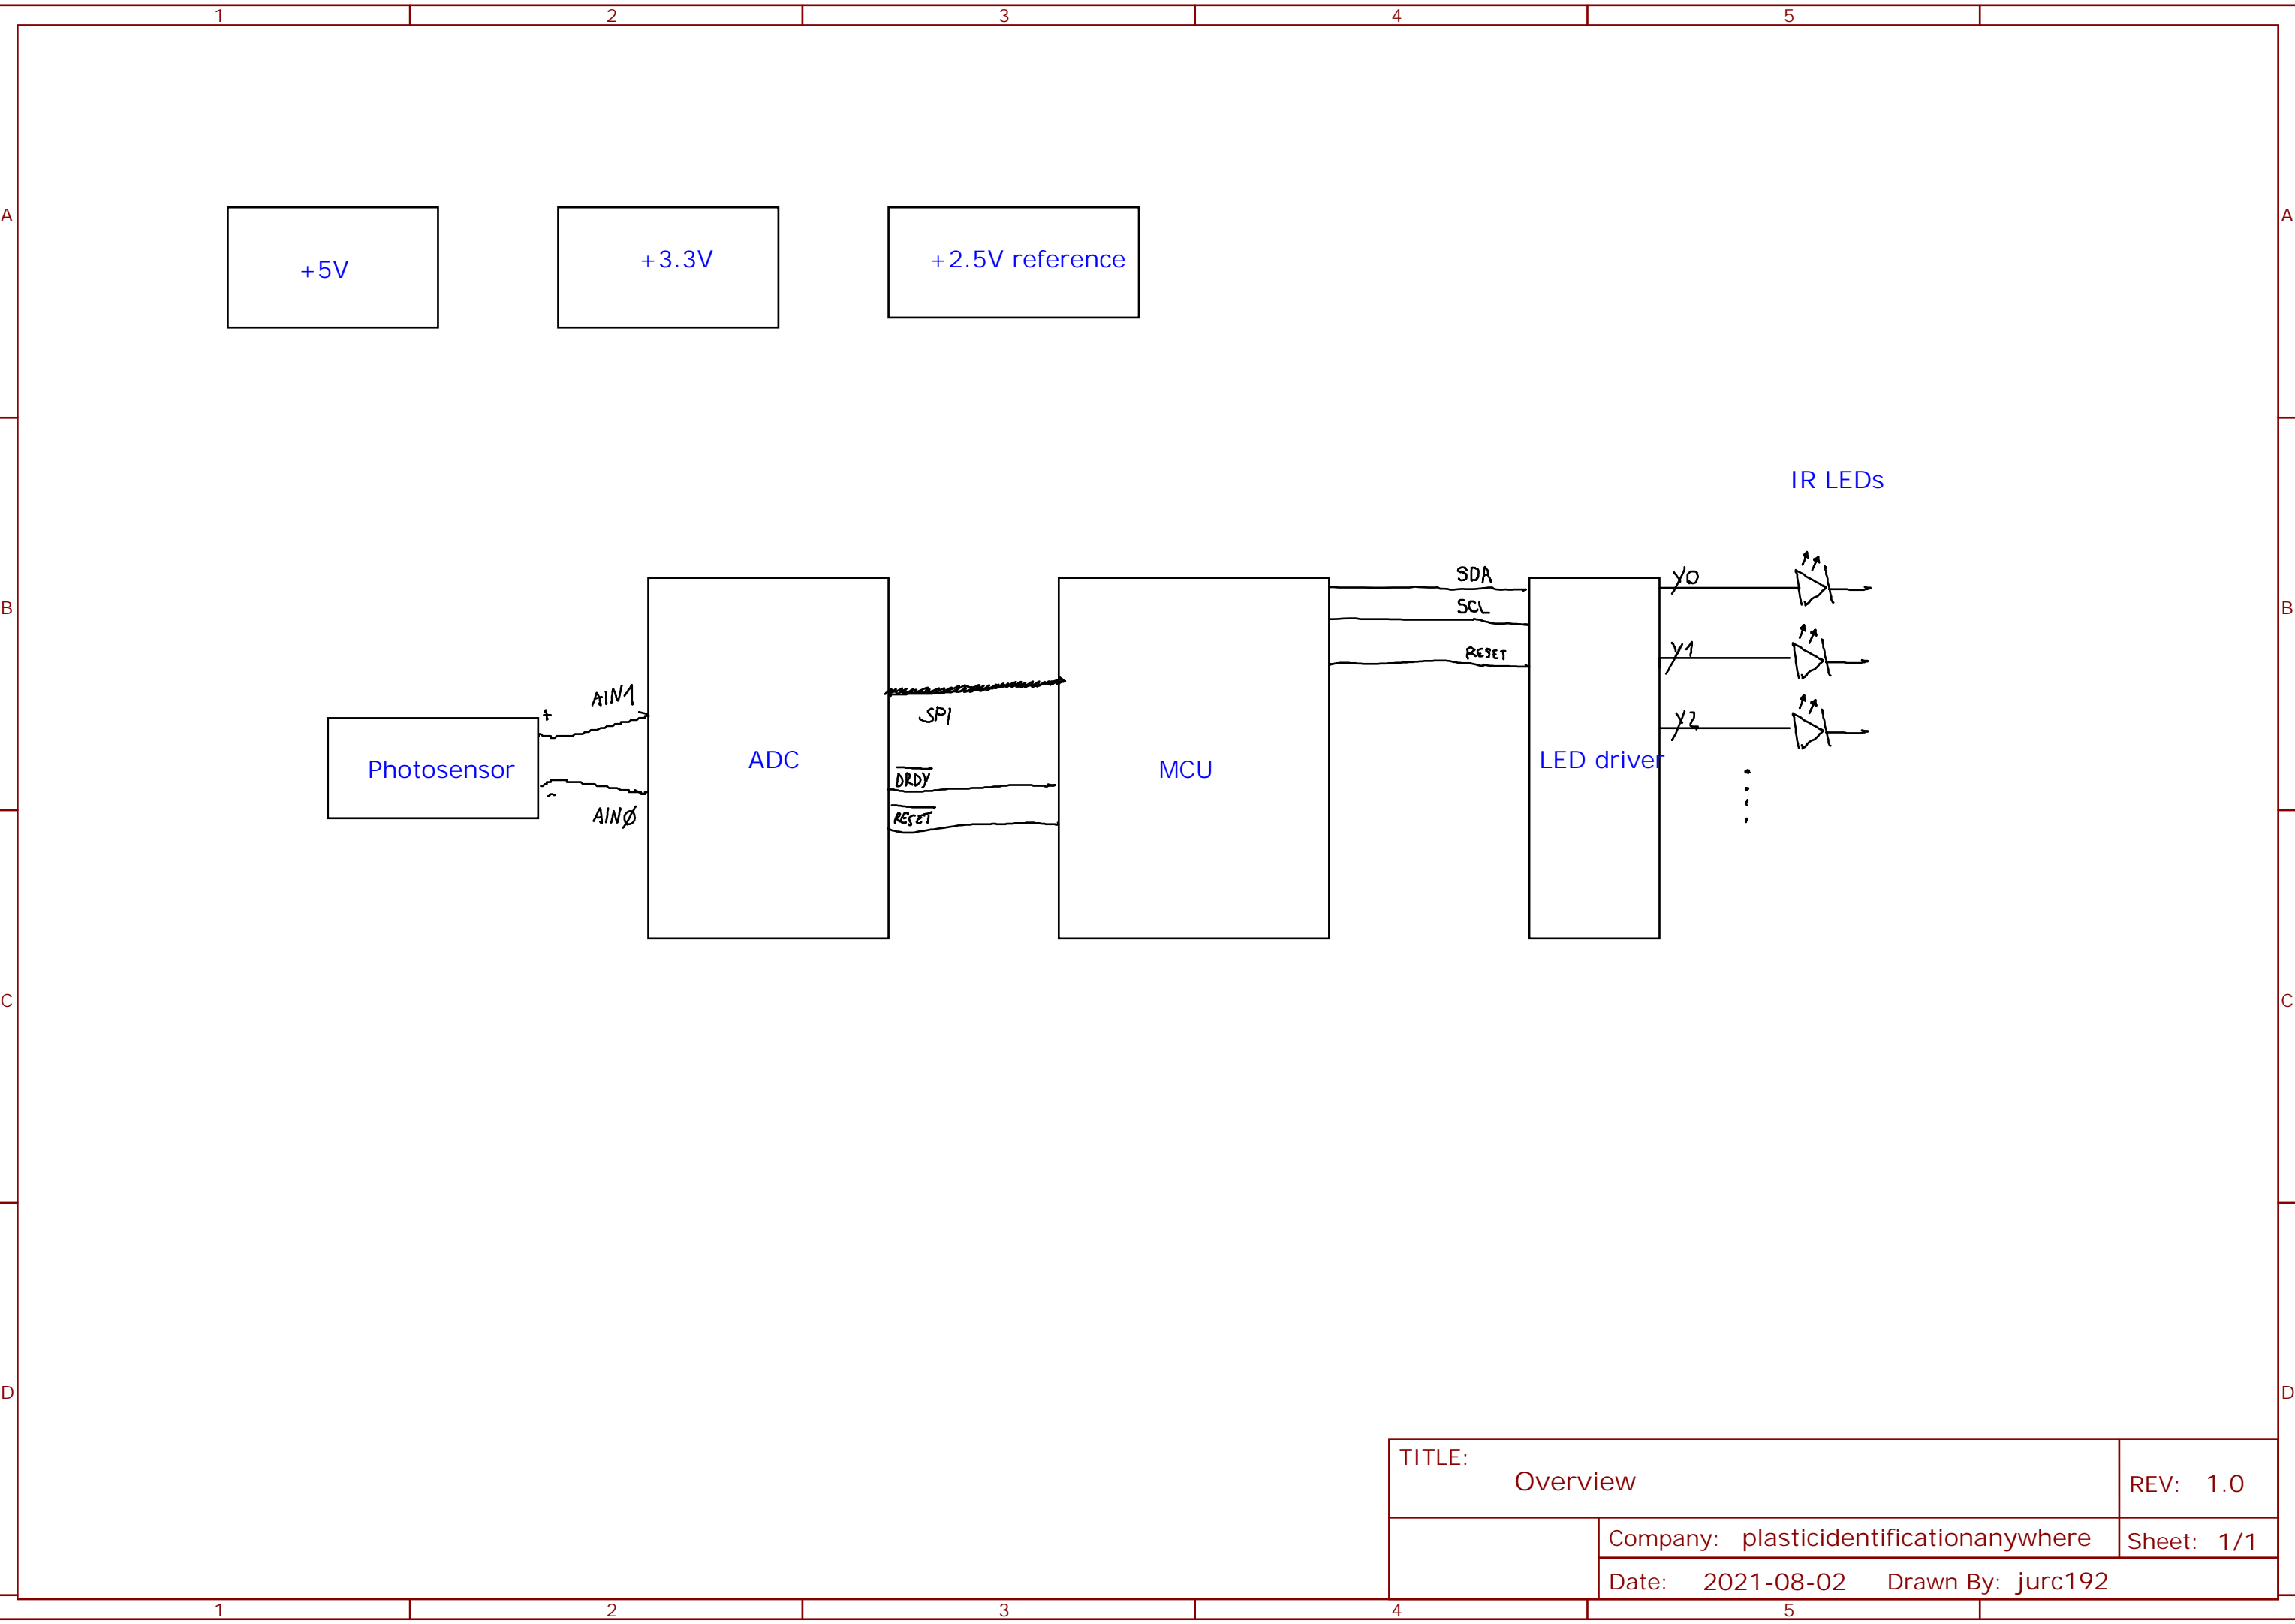 1 2 3 4 5
A A
+5V +3.3V +2.5V reference
IR LEDs
B B
SDA Y0
SCL
RESET Y1
AIN1
SPI Y2
+
Photosensor ADC MCU LED driver
DRDY
-
AINØ RESET
C C
D D
TITLE:
Overview
REV: 1.0
Company: plasticidentificationanywhere
Sheet: 1/1
Date: 2021-08-02 Drawn By: jurc192
1 2 3 4 5